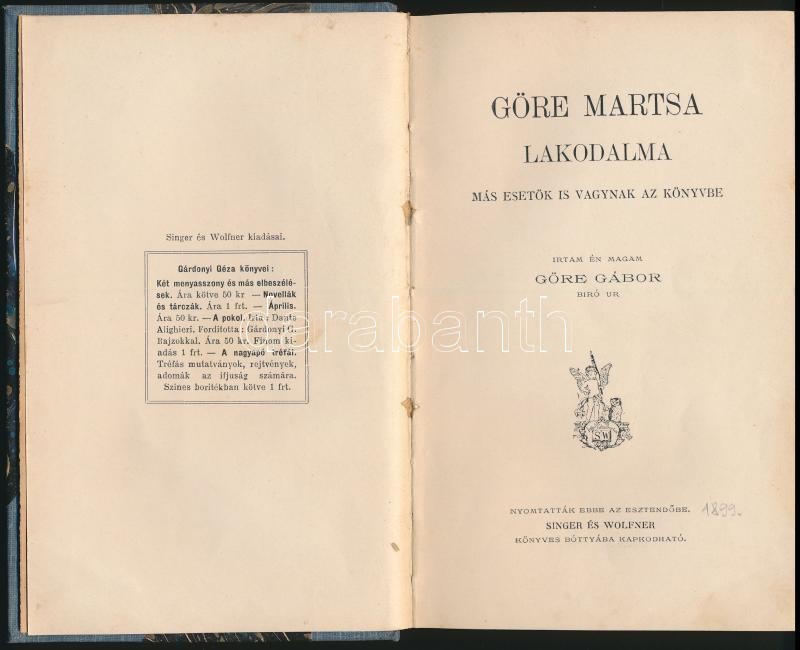 Singer és Wolfner kiadásai.
Gárdonyi Géza könyvei:
Két menyasszony és más elbeszélé-
sek. Ára kötve 50 kr — Novellák
és tárczák. Ára 1 frt. — Április.
Ára 50 kr. — A pokol. Irta: Dante
Alighieri. Forditotta: Gárdonyi G.
Rajzokkal. Ára 50 kr. Finom ki-
adás 1 frt. — A nagyapó tréfái.
Tréfás mutatványok, rejtvények,
adomák az ifjuság számára.
Szines boritékban kötve 1 frt.
GÖRE MARTSA
LAKODALMA
MÁS ESETÖK IS VAGYNAK AZ KÖNYVBE
IRTAM ÉN MAGAM
GÖRE GÁBOR
BIRÓ UR
SW
NYOMTATTÁK EBBE AZ ESZTENDŐBE. 1899.
SINGER ÉS WOLFNER
KÖNYVES BÓTTYÁBA KAPKODHATÓ.
darabanth